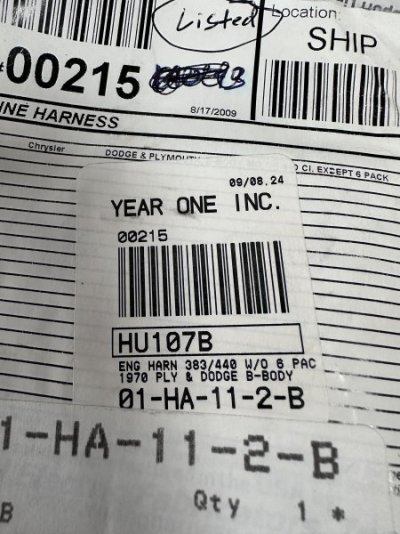 Listed
Location:
SHIP
00215
8/17/2009
INE HARNESS
Chrysler
DODGE & PLYMOUTH
CI. EXCEPT 6 PACK
09/08.24
YEAR ONE INC.
00215
HU107B
ENG HARN 383/440 W/O 6 PAC
1970 PLY & DODGE B-BODY
01-HA-11-2-B
1-HA-11-2-B
B
Qty 1 *